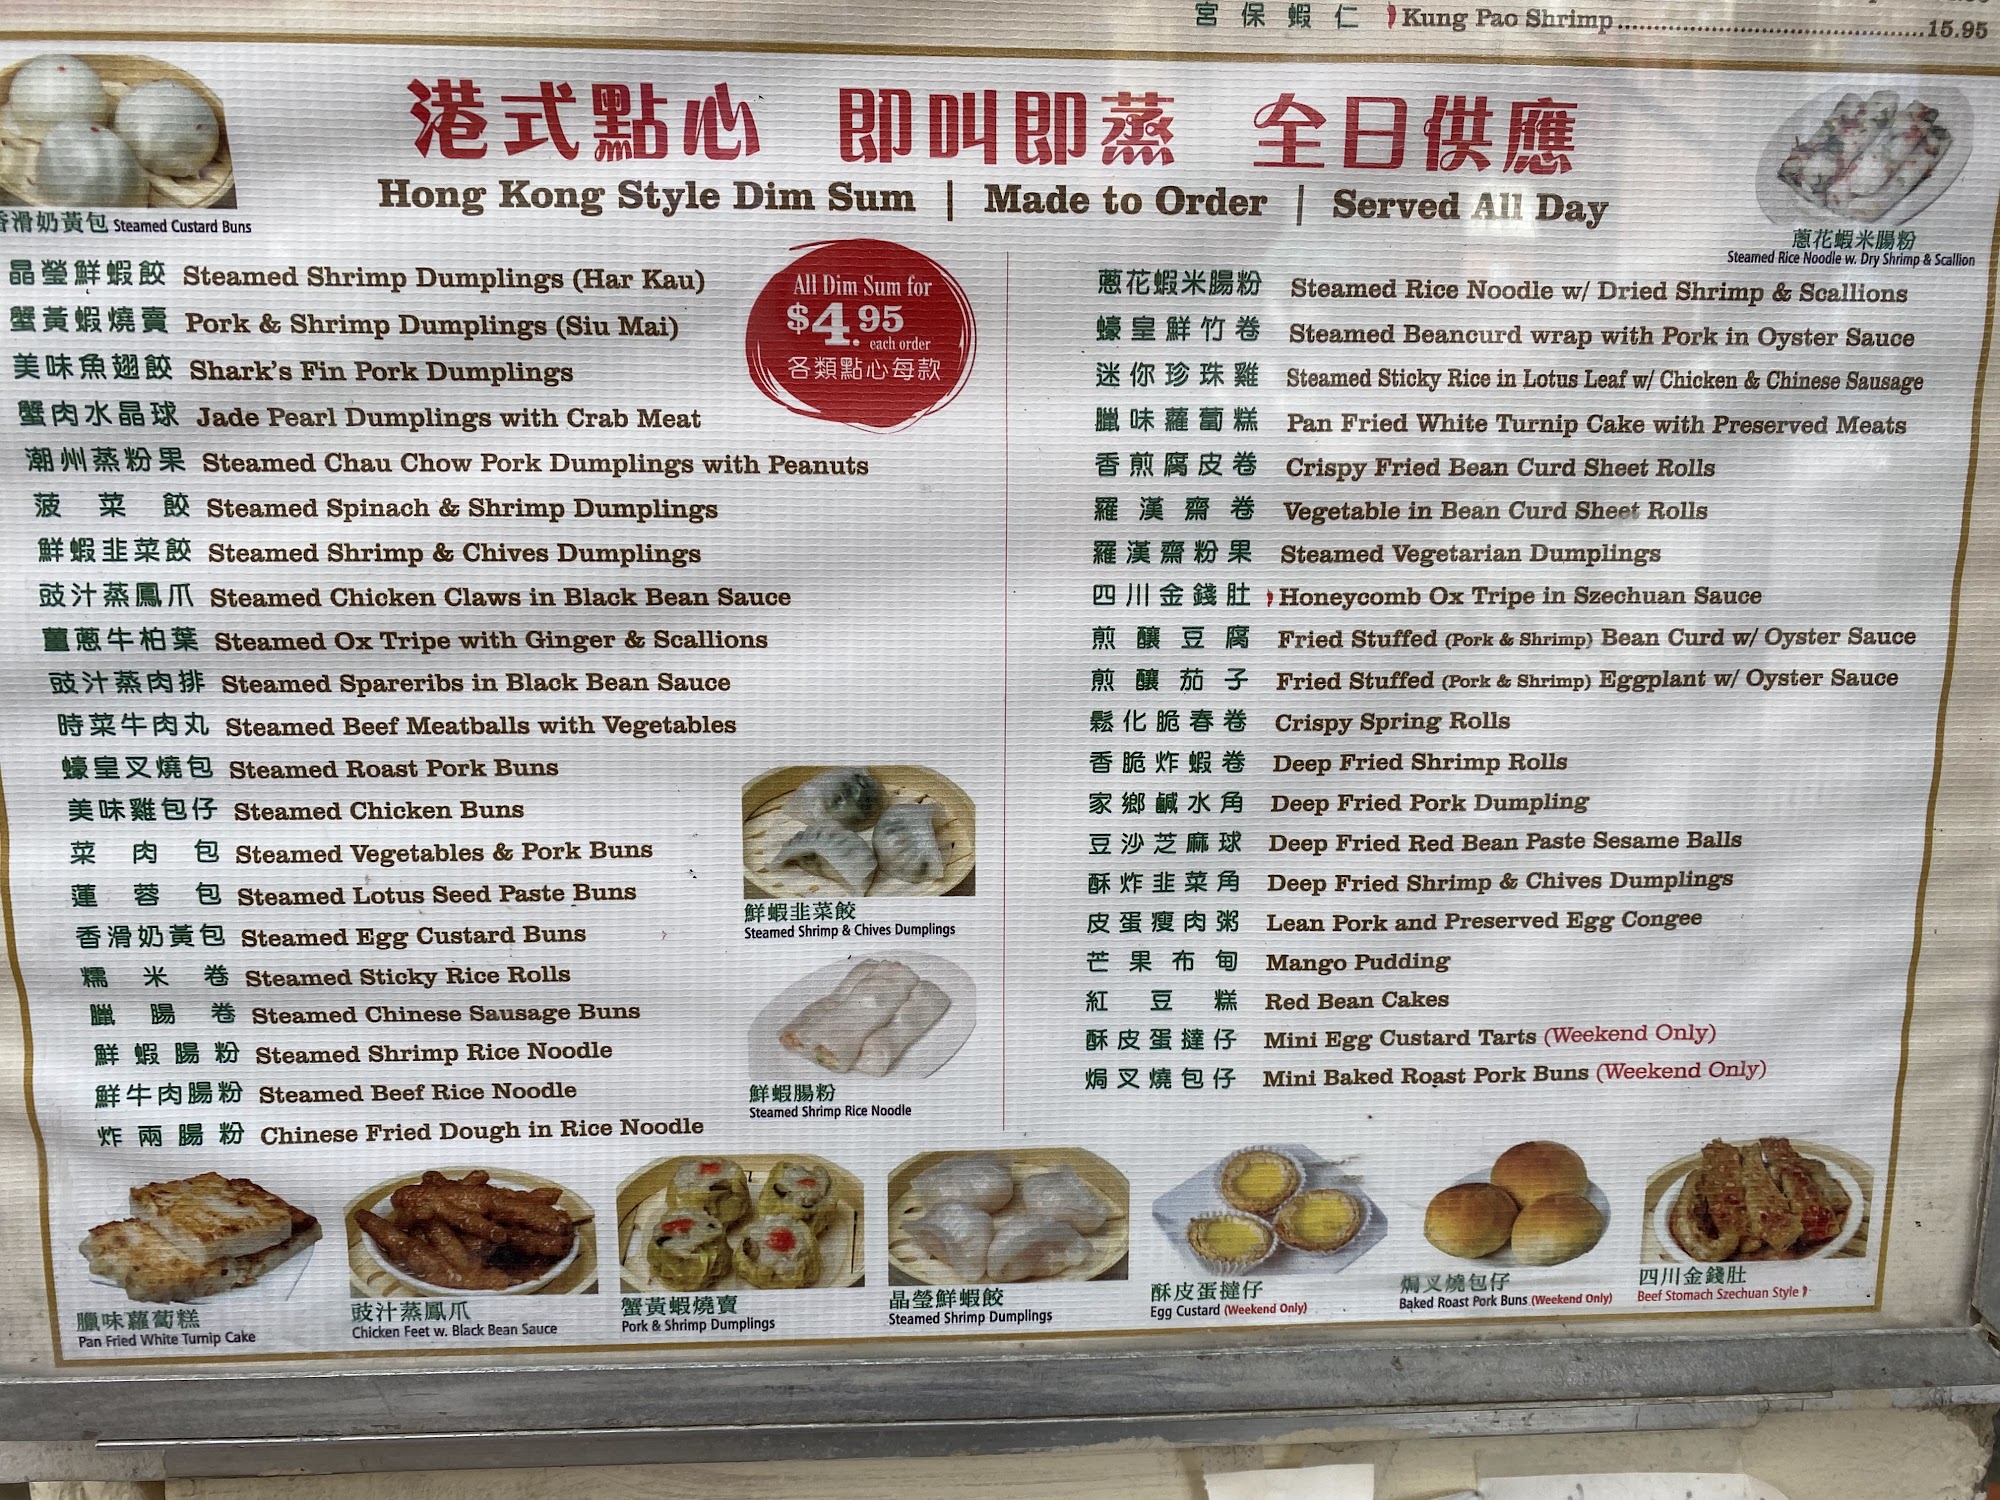 宮保蝦仁 Kung Pao Shrimp 15.95
港式點心 即叫即蒸 全日供應
Hong Kong Style Dim Sum | Made to Order | Served All Day
香滑奶黃包 Steamed Custard Buns
蔥花蝦米腸粉
Steamed Rice Noodle w. Dry Shrimp & Scallion
All Dim Sum for
$4.95
each order
各類點心每款
晶瑩鮮蝦餃 Steamed Shrimp Dumplings (Har Kau)
蟹黃蝦燒賣 Pork & Shrimp Dumplings (Siu Mai)
美味魚翅餃 Shark's Fin Pork Dumplings
蟹肉水晶球 Jade Pearl Dumplings with Crab Meat
潮州蒸粉果 Steamed Chau Chow Pork Dumplings with Peanuts
菠菜餃 Steamed Spinach & Shrimp Dumplings
鮮蝦韭菜餃 Steamed Shrimp & Chives Dumplings
豉汁蒸鳳爪 Steamed Chicken Claws in Black Bean Sauce
薑蔥牛柏葉 Steamed Ox Tripe with Ginger & Scallions
豉汁蒸肉排 Steamed Spareribs in Black Bean Sauce
時菜牛肉丸 Steamed Beef Meatballs with Vegetables
蠔皇叉燒包 Steamed Roast Pork Buns
美味雞包仔 Steamed Chicken Buns
菜肉包 Steamed Vegetables & Pork Buns
蓮蓉包 Steamed Lotus Seed Paste Buns
香滑奶黃包 Steamed Egg Custard Buns
糯米卷 Steamed Sticky Rice Rolls
臘腸卷 Steamed Chinese Sausage Buns
鮮蝦腸粉 Steamed Shrimp Rice Noodle
鮮牛肉腸粉 Steamed Beef Rice Noodle
炸兩腸粉 Chinese Fried Dough in Rice Noodle
鮮蝦韭菜餃
Steamed Shrimp & Chives Dumplings
鮮蝦腸粉
Steamed Shrimp Rice Noodle
蔥花蝦米腸粉 Steamed Rice Noodle w/ Dried Shrimp & Scallions
蠔皇鮮竹卷 Steamed Beancurd wrap with Pork in Oyster Sauce
迷你珍珠雞 Steamed Sticky Rice in Lotus Leaf w/ Chicken & Chinese Sausage
臘味蘿蔔糕 Pan Fried White Turnip Cake with Preserved Meats
香煎腐皮卷 Crispy Fried Bean Curd Sheet Rolls
羅漢齋卷 Vegetable in Bean Curd Sheet Rolls
羅漢齋粉果 Steamed Vegetarian Dumplings
四川金錢肚 Honeycomb Ox Tripe in Szechuan Sauce
煎釀豆腐 Fried Stuffed (Pork & Shrimp) Bean Curd w/ Oyster Sauce
煎釀茄子 Fried Stuffed (Pork & Shrimp) Eggplant w/ Oyster Sauce
鬆化脆春卷 Crispy Spring Rolls
香脆炸蝦卷 Deep Fried Shrimp Rolls
家鄉鹹水角 Deep Fried Pork Dumpling
豆沙芝麻球 Deep Fried Red Bean Paste Sesame Balls
酥炸韭菜角 Deep Fried Shrimp & Chives Dumplings
皮蛋瘦肉粥 Lean Pork and Preserved Egg Congee
芒果布甸 Mango Pudding
紅豆糕 Red Bean Cakes
酥皮蛋撻仔 Mini Egg Custard Tarts (Weekend Only)
焗叉燒包仔 Mini Baked Roast Pork Buns (Weekend Only)
臘味蘿蔔糕
Pan Fried White Turnip Cake
豉汁蒸鳳爪
Chicken Feet w. Black Bean Sauce
蟹黃蝦燒賣
Pork & Shrimp Dumplings
晶瑩鮮蝦餃
Steamed Shrimp Dumplings
酥皮蛋撻仔
Egg Custard (Weekend Only)
焗叉燒包仔
Baked Roast Pork Buns (Weekend Only)
四川金錢肚
Beef Stomach Szechuan Style